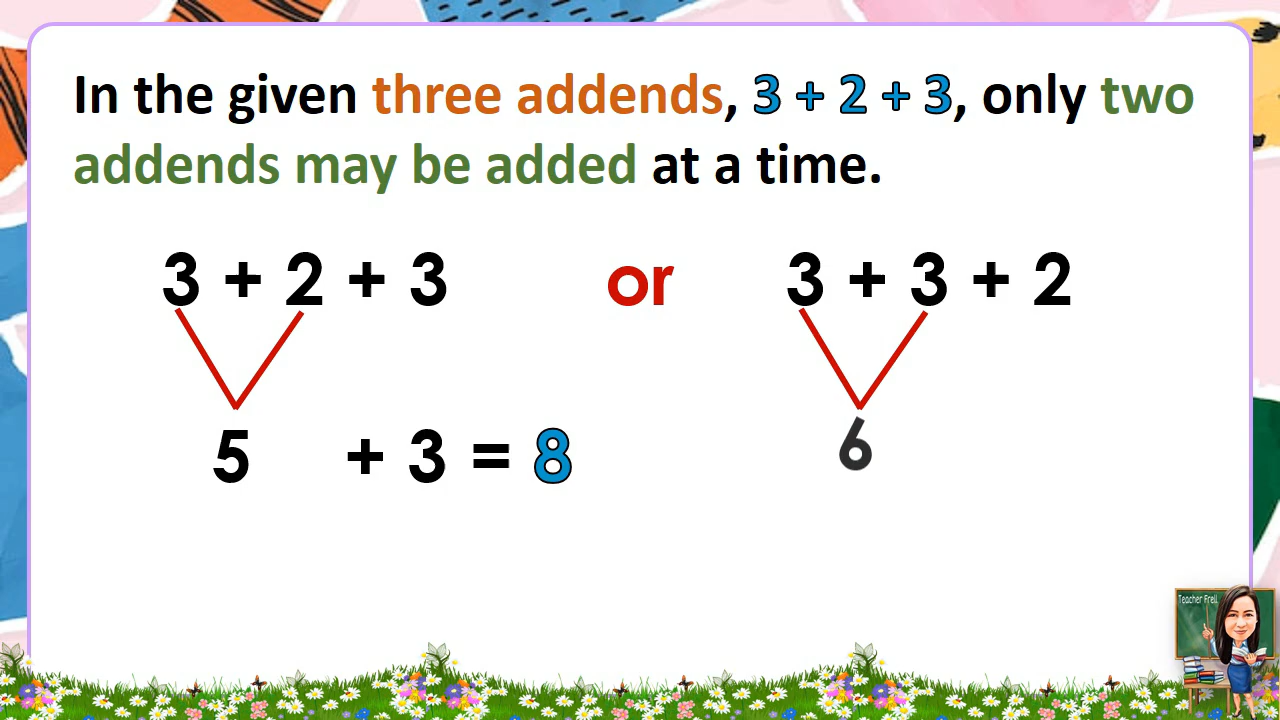 In the given three addends, 3 + 2 + 3, only two
addends may be added at a time.
3 + 2 + 3 or 3 + 3 + 2
5 + 3 = 8 6
Teacher Frell